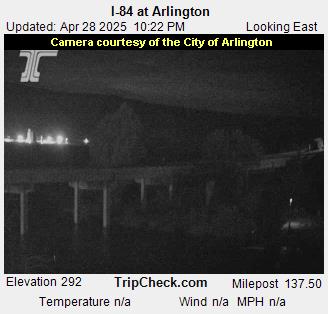 I-84 at Arlington
Updated: Apr 28 2025 10:22 PM Looking East
Camera courtesy of the City of Arlington
Elevation 292 TripCheck.com Milepost 137.50
Temperature n/a Wind n/a MPH n/a